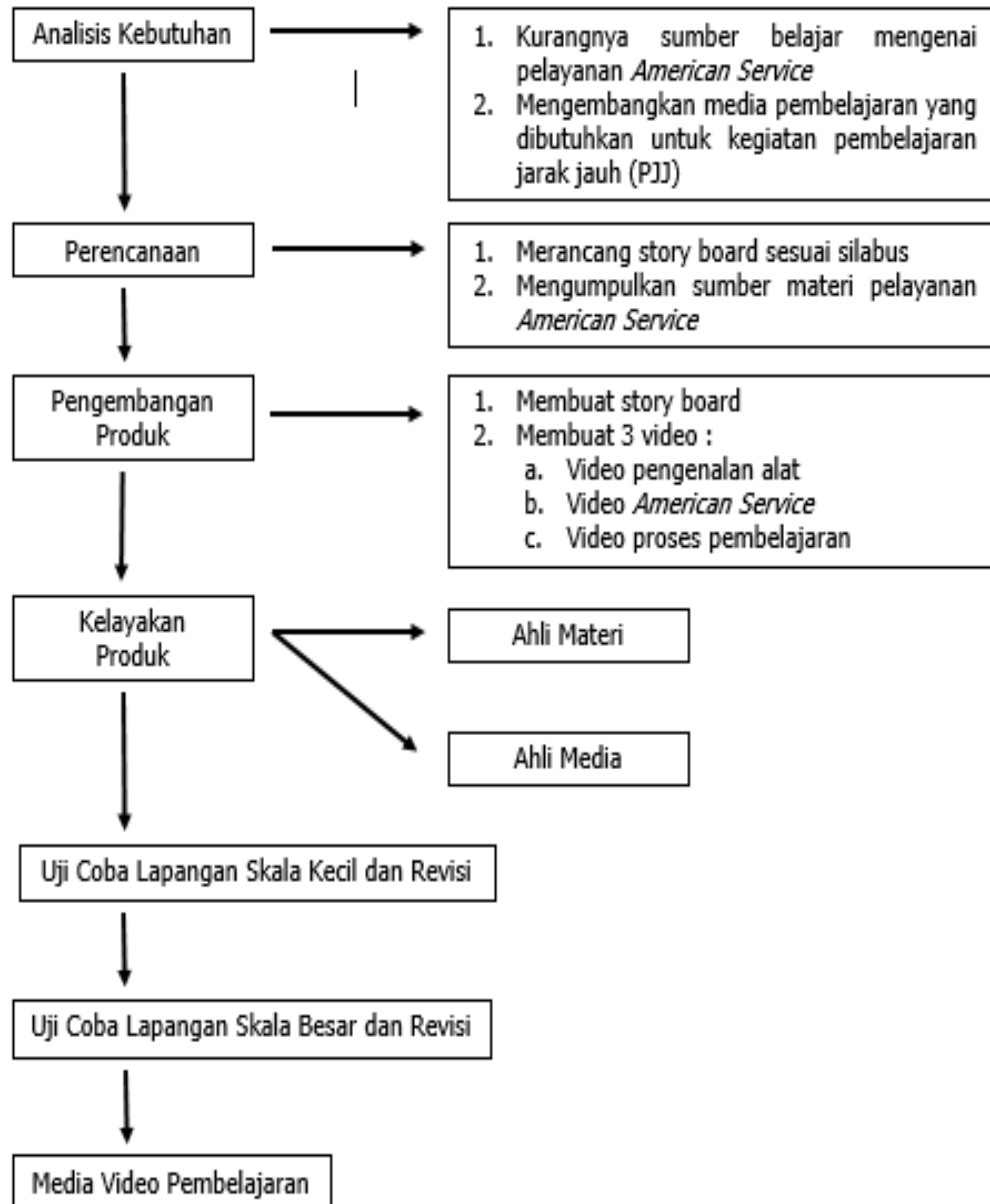 Analisis Kebutuhan
1. Kurangnya sumber belajar mengenai
pelayanan American Service
2. Mengembangkan media pembelajaran yang
dibutuhkan untuk kegiatan pembelajaran
jarak jauh (PJJ)
Perencanaan
1. Merancang story board sesuai silabus
2. Mengumpulkan sumber materi pelayanan
American Service
Pengembangan
Produk
1. Membuat story board
2. Membuat 3 video :
a. Video pengenalan alat
b. Video American Service
c. Video proses pembelajaran
Kelayakan
Produk
Ahli Materi
Ahli Media
Uji Coba Lapangan Skala Kecil dan Revisi
Uji Coba Lapangan Skala Besar dan Revisi
Media Video Pembelajaran